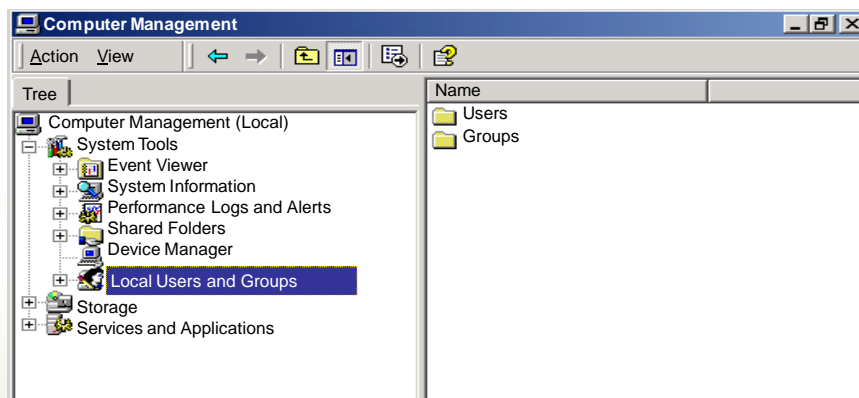 Computer Management
Action View
Tree
Name
Computer Management (Local)
System Tools
Event Viewer
System Information
Performance Logs and Alerts
Shared Folders
Device Manager
Local Users and Groups
Storage
Services and Applications
Users
Groups